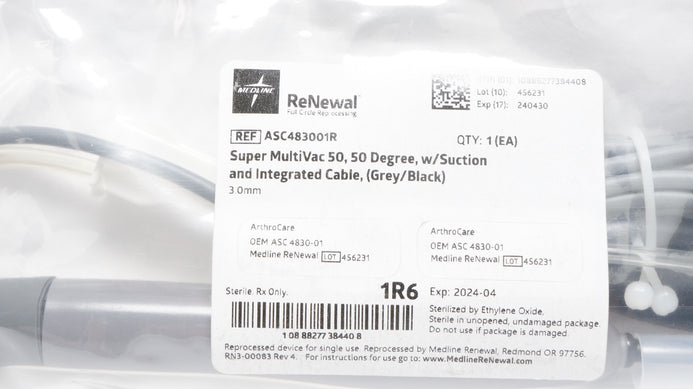 MEDLINE
ReNewal
Full Circle Reprocessing
GTIN (01): 10888277384408
Lot (10): 456231
Exp (17): 240430
REF ASC483001R
QTY: 1 (EA)
Super MultiVac 50, 50 Degree, w/Suction
and Integrated Cable, (Grey/Black)
3.0mm
ArthroCare
OEM ASC 4830-01
Medline ReNewal LOT 456231
ArthroCare
OEM ASC 4830-01
Medline ReNewal LOT 456231
Sterile. Rx Only.
1R6
Exp: 2024-04
1 08 88277 38440 8
Sterilized by Ethylene Oxide.
Sterile in unopened, undamaged package.
Do not use if package is damaged.
Reprocessed device for single use. Reprocessed by Medline Renewal, Redmond OR 97756.
RN3-00083 Rev 4. For instructions for use go to: www.MedlineRenewal.com